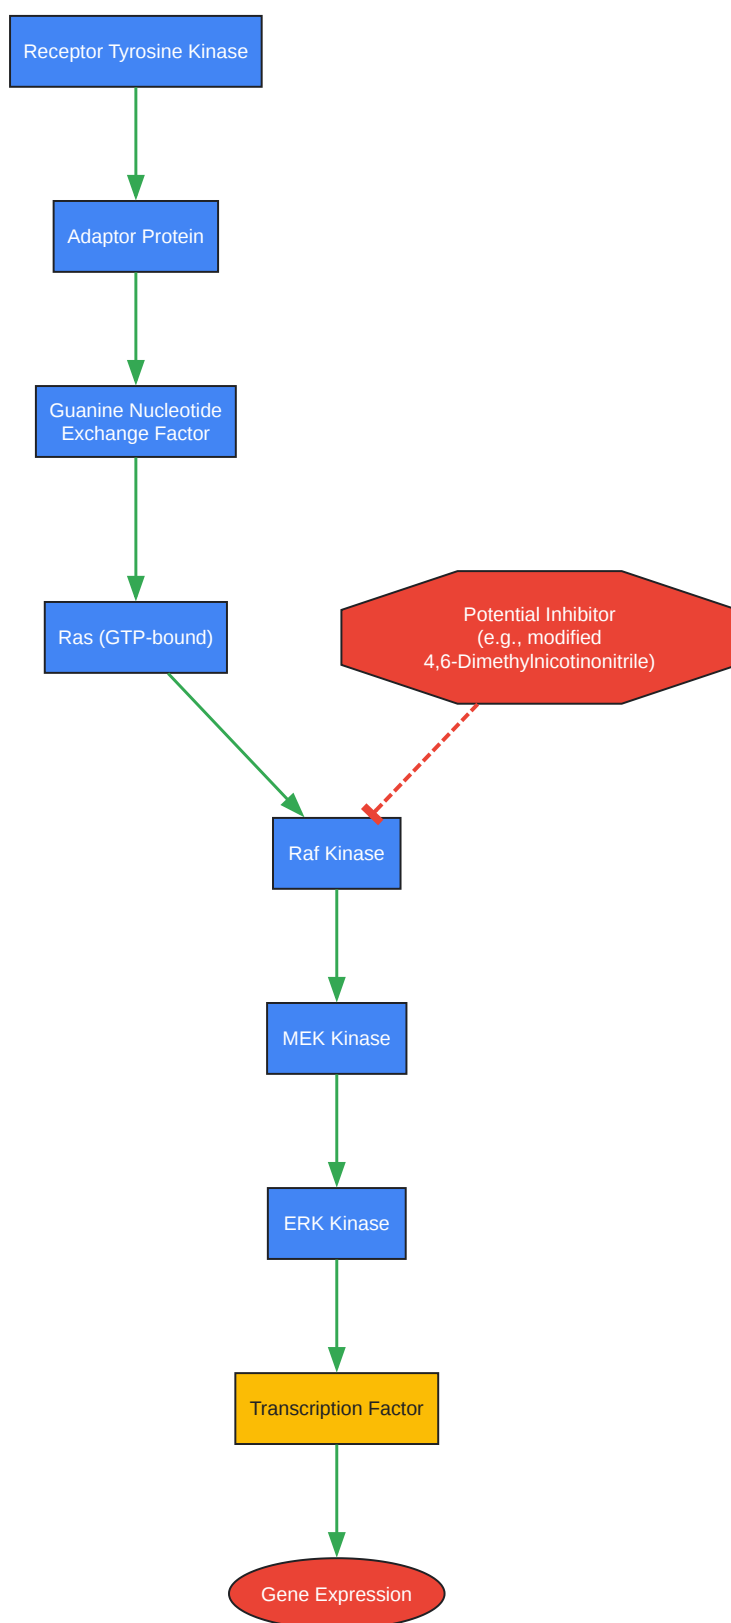 Receptor Tyrosine Kinase
Adaptor Protein
Guanine Nucleotide
Exchange Factor
Ras (GTP-bound)
Potential Inhibitor
(e.g., modified
4,6-Dimethylnicotinonitrile)
Raf Kinase
MEK Kinase
ERK Kinase
Transcription Factor
Gene Expression